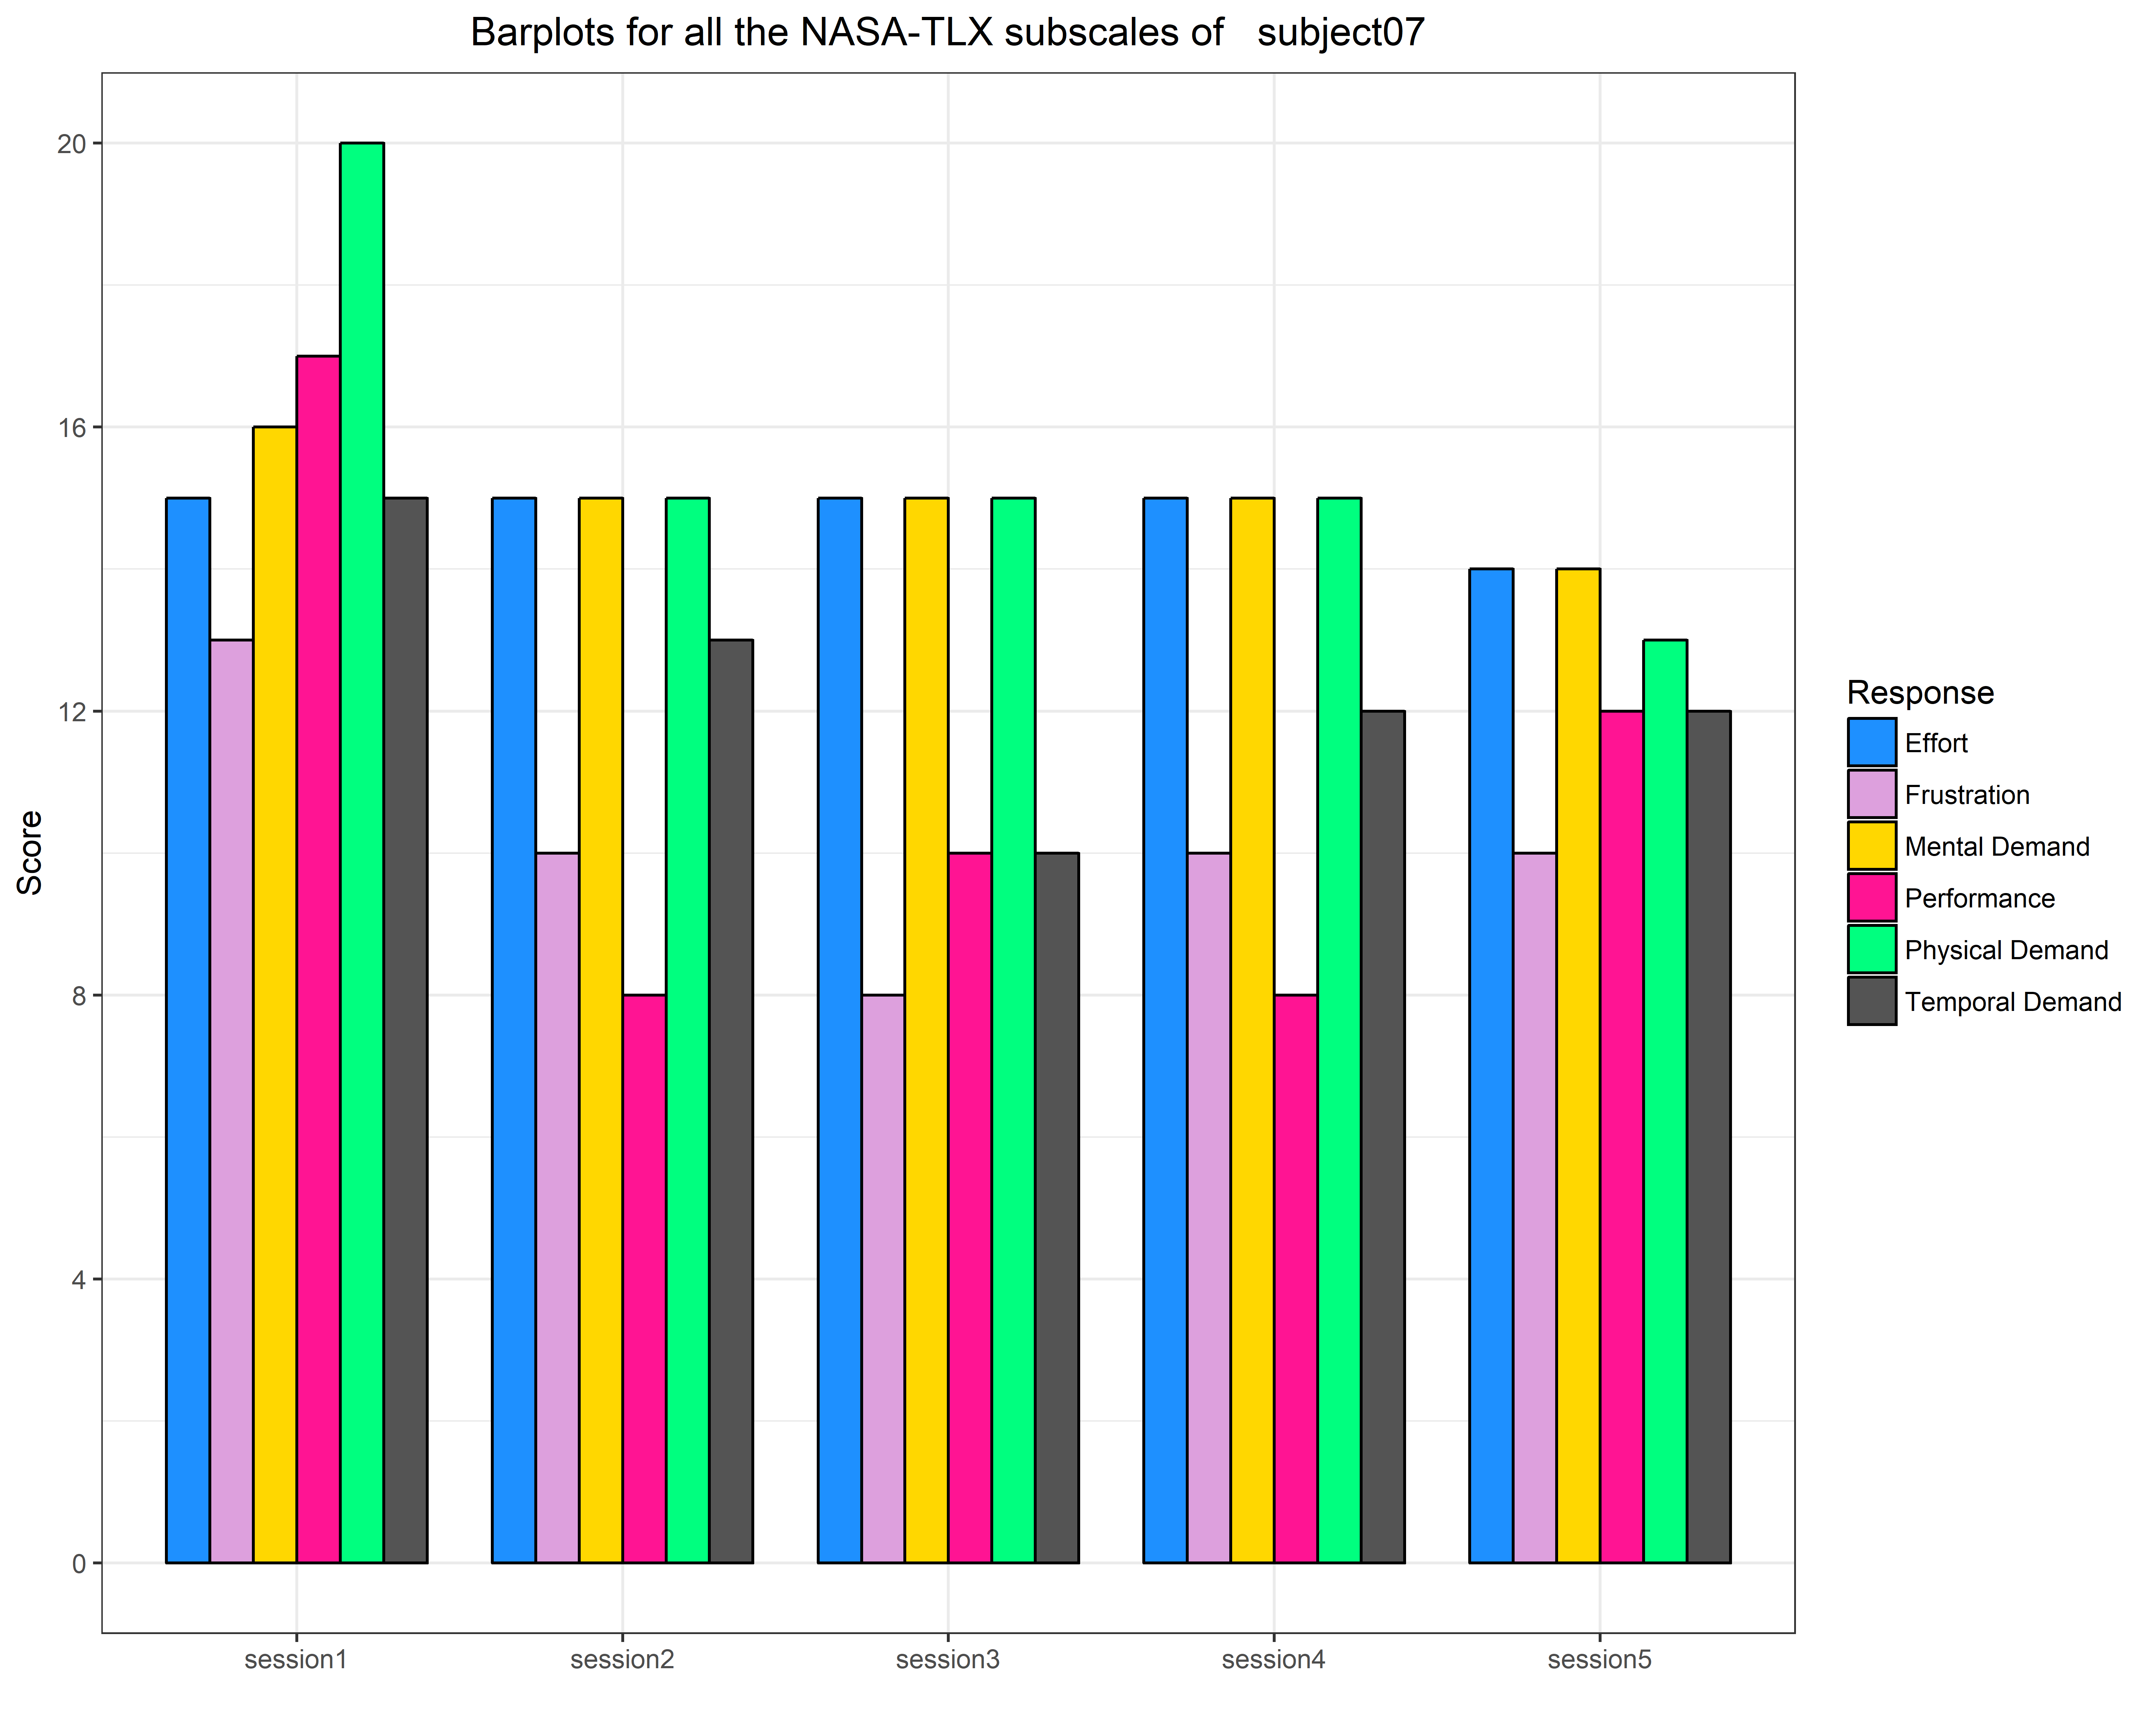 Barplots for all the NASA-TLX subscales of   subject07
Score
20
16
12
8
4
0
session1
session2
session3
session4
session5
Response
Effort
Frustration
Mental Demand
Performance
Physical Demand
Temporal Demand